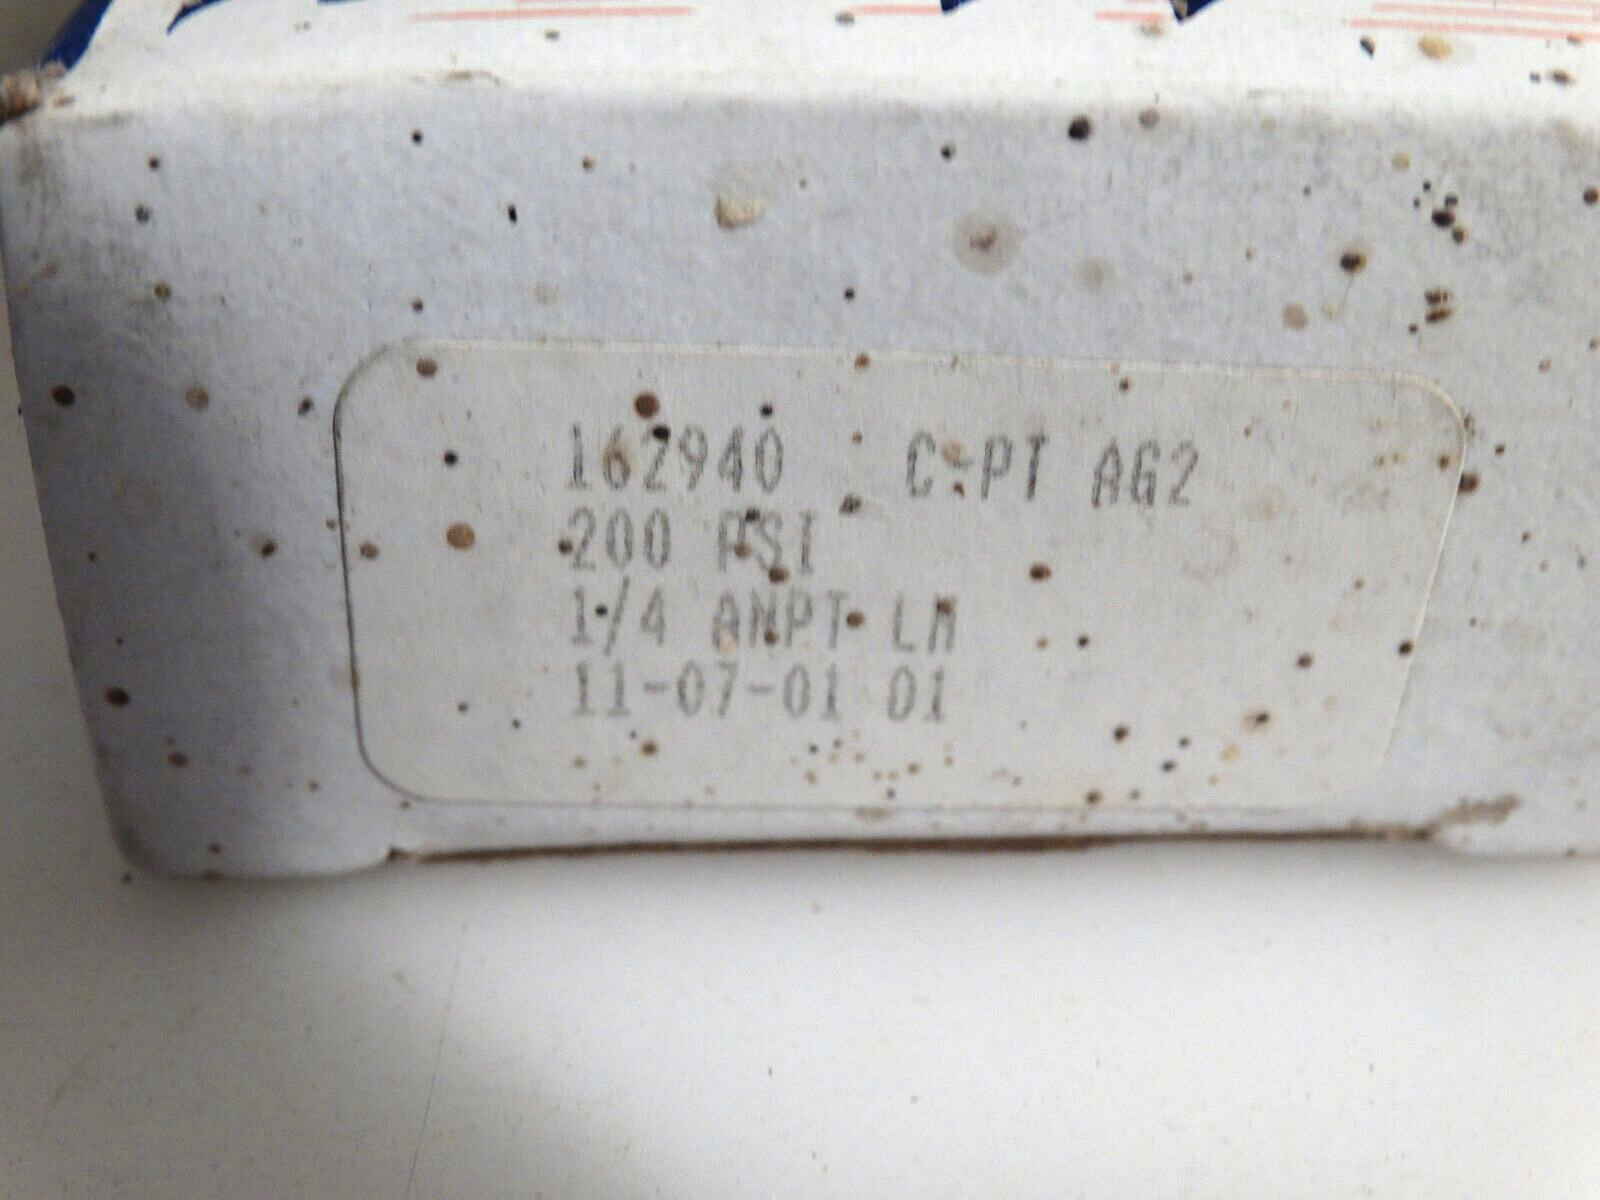 162940 C-PT AG2
200 PSI
1/4 ANPT LM
11-07-01 01